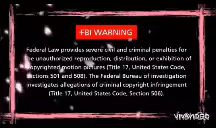 FBI WARNING
Federal Law provides severe civil and criminal penalties for
the unauthorized reproduction, distribution, or exhibition of
copyrighted motion pictures (Title 17, United States Code,
Sections 501 and 508). The Federal Bureau of investigation
investigates allegations of criminal copyright infringement
(Title 17, United States Code, Section 506).
VivaVideo